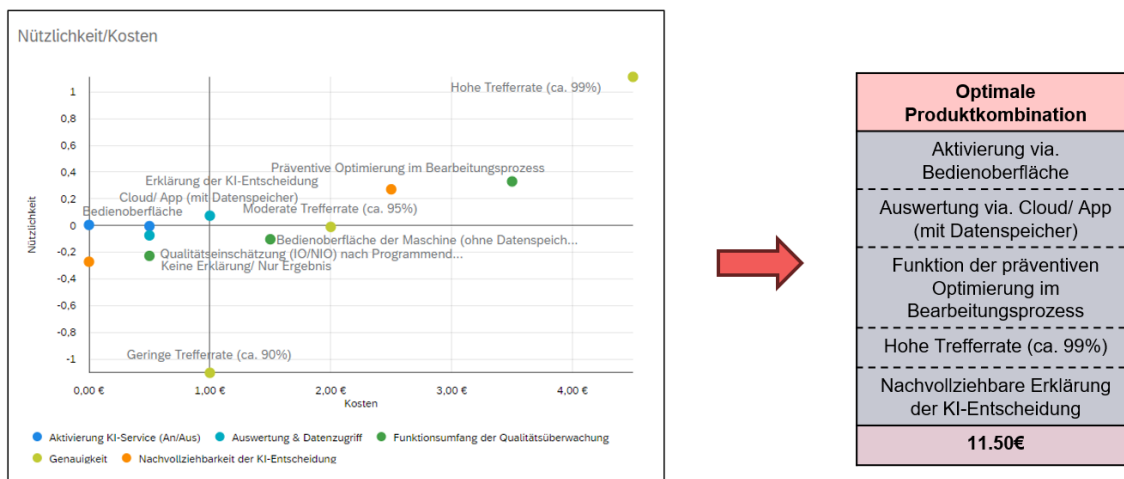 Nützlichkeit/Kosten
Nützlichkeit
1
0,8
0,6
0,4
0,2
0
-0,2
-0,4
-0,6
-0,8
-1
Hohe Trefferrate (ca. 99%)
Präventive Optimierung im Bearbeitungsprozess
Erklärung der KI-Entscheidung
Cloud/ App (mit Datenspeicher)
Bedienoberfläche
Moderate Trefferrate (ca. 95%)
Bedienoberfläche der Maschine (ohne Datenspeich...
Qualitätseinschätzung (IO/NIO) nach Programmend...
Keine Erklärung/ Nur Ergebnis
Geringe Trefferrate (ca. 90%)
0,00 €
1,00 €
2,00 €
3,00 €
4,00 €
Kosten
Aktivierung KI-Service (An/Aus)
Auswertung & Datenzugriff
Funktionsumfang der Qualitätsüberwachung
Genauigkeit
Nachvollziehbarkeit der KI-Entscheidung
Optimale
Produktkombination
Aktivierung via.
Bedienoberfläche
Auswertung via. Cloud/ App
(mit Datenspeicher)
Funktion der präventiven
Optimierung im
Bearbeitungsprozess
Hohe Trefferrate (ca. 99%)
Nachvollziehbare Erklärung
der KI-Entscheidung
11.50€